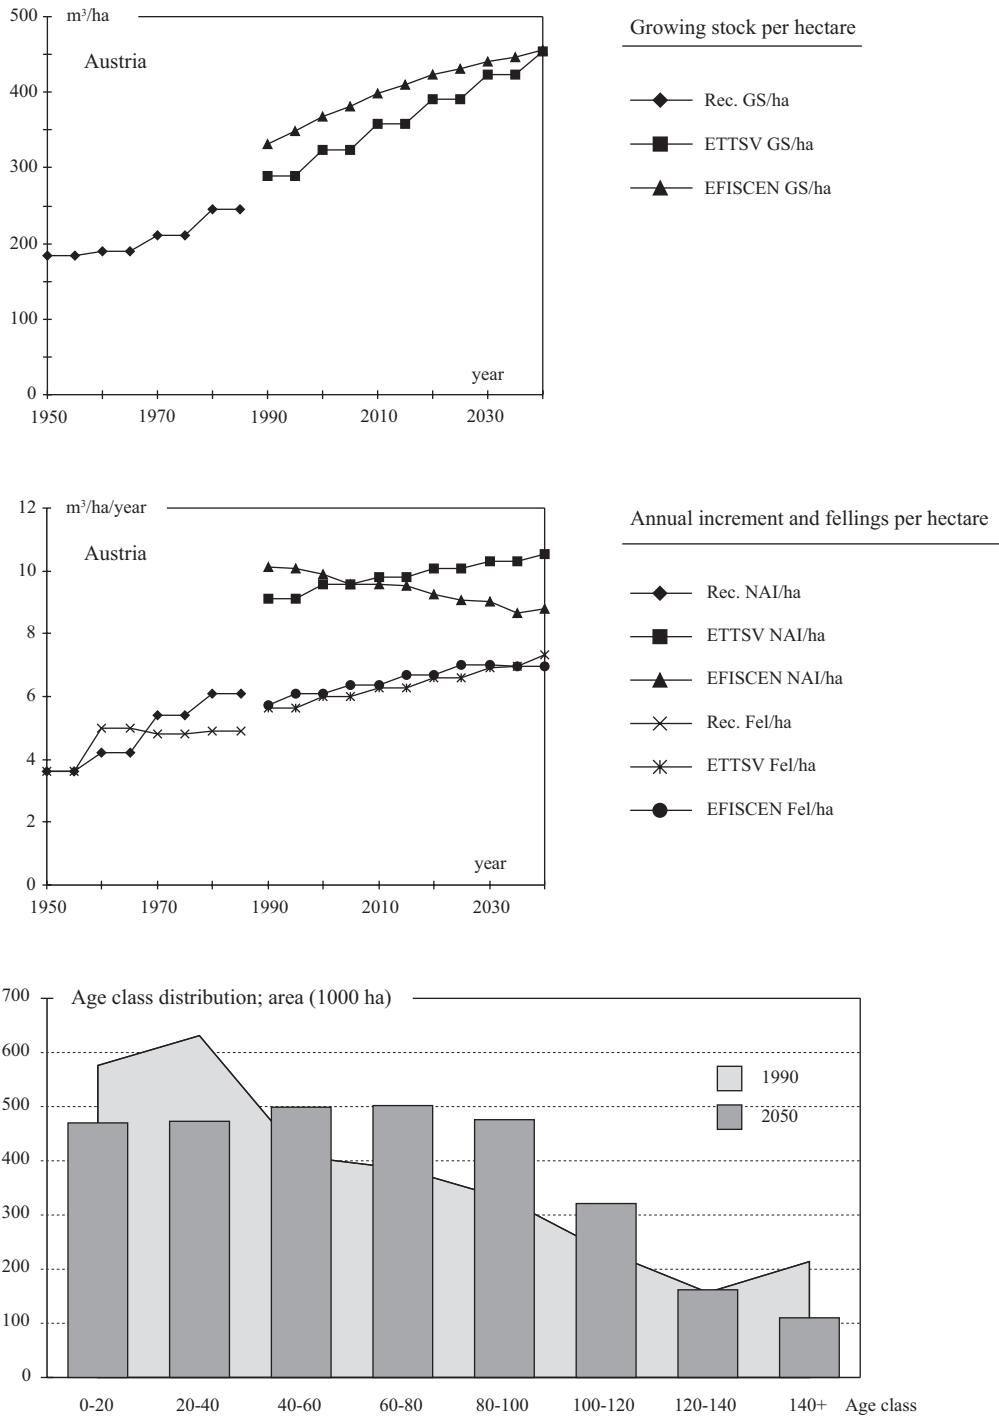 500
m³/ha
Growing stock per hectare
Austria
400
Rec. GS/ha
ETTSV GS/ha
300
EFISCEN GS/ha
200
100
year
0
1950 1970 1990 2010 2030
12
m³/ha/year
Annual increment and fellings per hectare
Austria
10
Rec. NAI/ha
8
ETTSV NAI/ha
EFISCEN NAI/ha
6
Rec. Fel/ha
4
ETTSV Fel/ha
2
EFISCEN Fel/ha
year
0
1950 1970 1990 2010 2030
700
Age class distribution; area (1000 ha)
600
1990
500
2050
400
300
200
100
0
0-20 20-40 40-60 60-80 80-100 100-120 120-140 140+ Age class